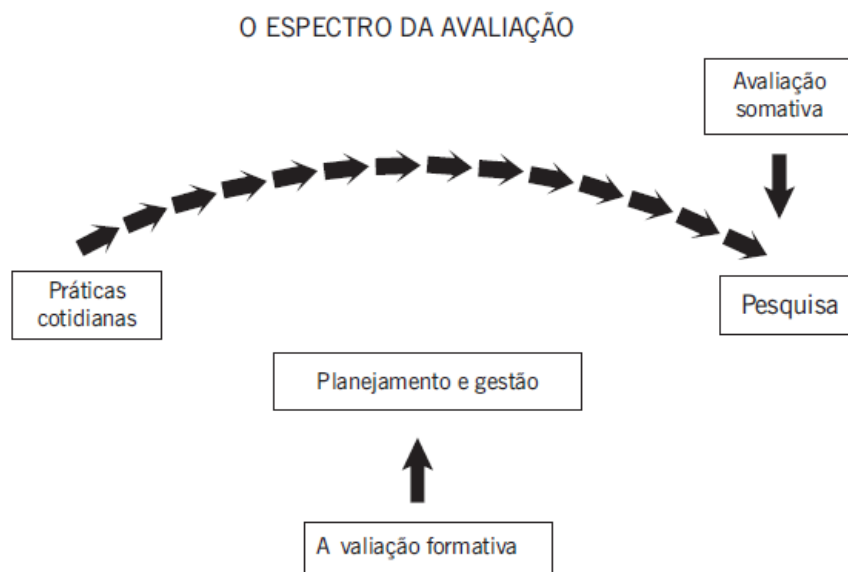 O ESPECTRO DA AVALIAÇÃO
Avaliação
somativa
Práticas
cotidianas
Pesquisa
Planejamento e gestão
A valiação formativa